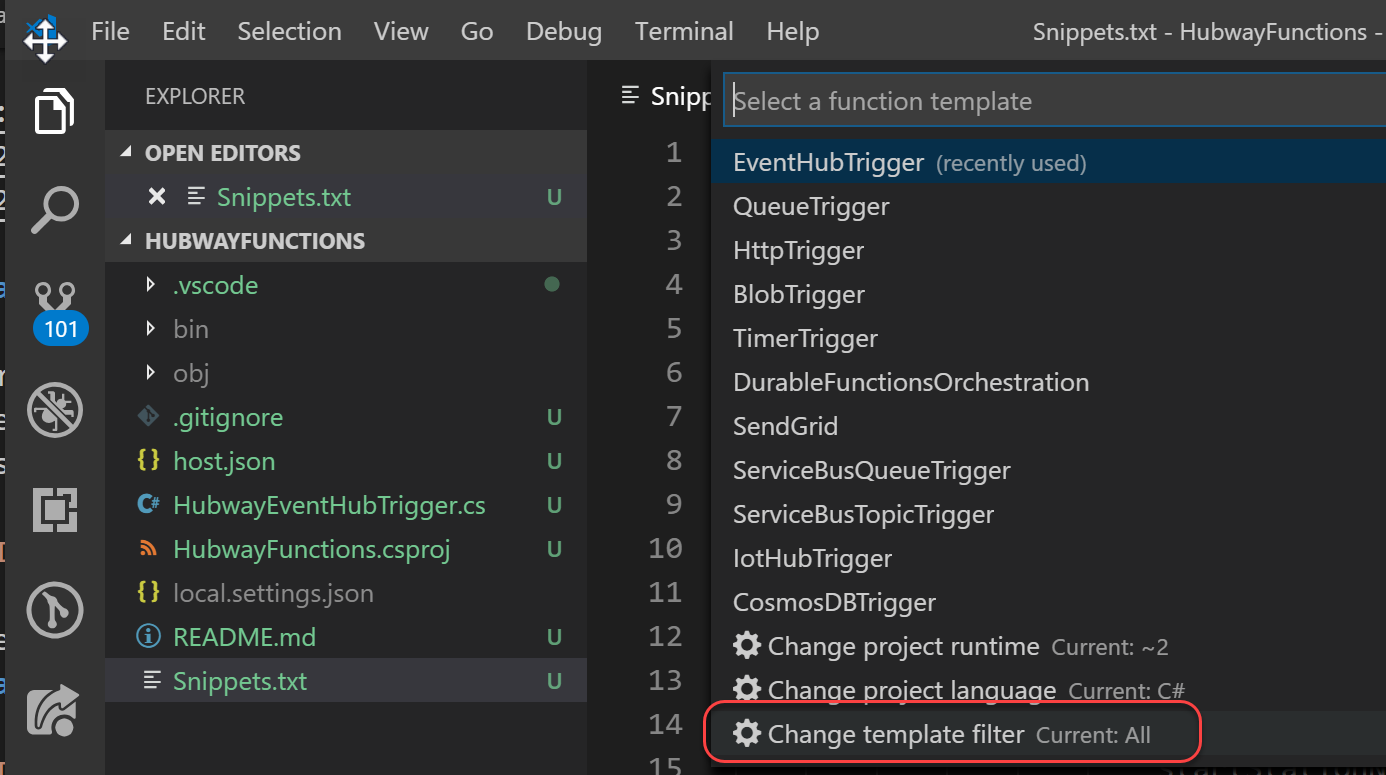 File Edit Selection View Go Debug Terminal Help Snippets.txt - HubwayFunctions -
EXPLORER
OPEN EDITORS
Snippets.txt U
HUBWAYFUNCTIONS
.vscode
bin
obj
.gitignore U
host.json U
HubwayEventHubTrigger.cs U
HubwayFunctions.csproj U
local.settings.json
README.md U
Snippets.txt U
101
Snipp
1
2
3
4
5
6
7
8
9
10
11
12
13
14
15
Select a function template
EventHubTrigger (recently used)
QueueTrigger
HttpTrigger
BlobTrigger
TimerTrigger
DurableFunctionsOrchestration
SendGrid
ServiceBusQueueTrigger
ServiceBusTopicTrigger
IotHubTrigger
CosmosDBTrigger
Change project runtime Current: ~2
Change project language Current: C#
Change template filter Current: All